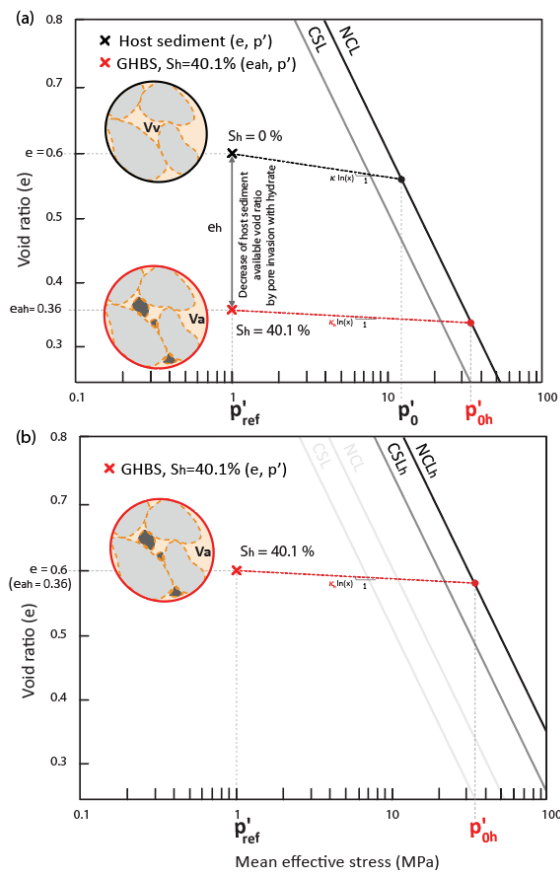 (a)
Host sediment (e, p')
GHBS, Sh=40.1% (eah, p')
CSL
NCL
0.8
0.7
e = 0.6
0.5
0.4
eah= 0.36
0.3
Void ratio (e)
Vv
Va
Sh = 0 %
eh
Decrease of host sediment
available void ratio
by pore invasion with hydrate
κ ln(x)
1
κh ln(x)
1
Sh = 40.1 %
0.1
1
10
100
p'ref
p'0
p'0h
(b)
GHBS, Sh=40.1% (e, p')
CSL
NCL
CSLh
NCLh
0.8
0.7
e = 0.6
(eah = 0.36)
0.5
0.4
0.3
Void ratio (e)
Va
Sh = 40.1 %
κh ln(x)
1
0.1
1
10
100
p'ref
p'0h
Mean effective stress (MPa)